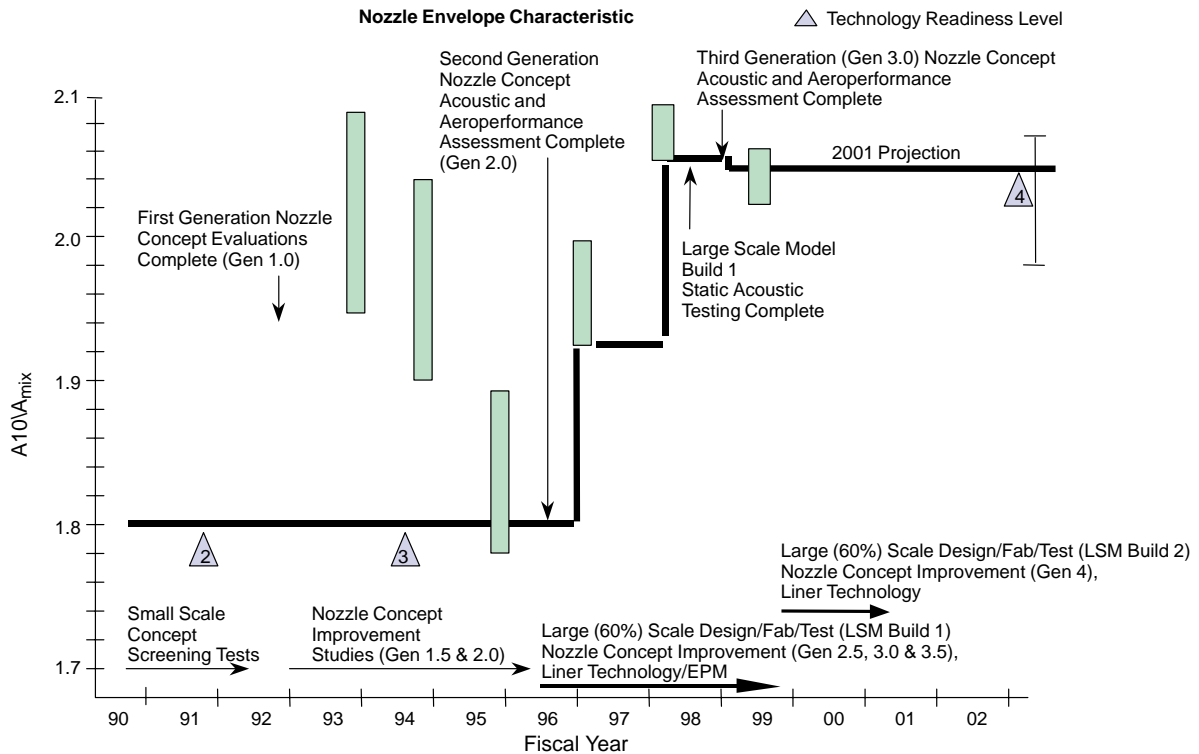 Nozzle Envelope Characteristic
Technology Readiness Level
Second Generation
Nozzle Concept
Acoustic and
Aeroperformance
Assessment Complete
(Gen 2.0)
Third Generation (Gen 3.0) Nozzle Concept
Acoustic and Aeroperformance
Assessment Complete
2.1
2001 Projection
4
First Generation Nozzle
Concept Evaluations
Complete (Gen 1.0)
2.0
Large Scale Model
Build 1
Static Acoustic
Testing Complete
1.9
A10\Amix
1.8
2
3
Large (60%) Scale Design/Fab/Test (LSM Build 2)
Nozzle Concept Improvement (Gen 4),
Liner Technology
Small Scale
Concept
Screening Tests
Nozzle Concept
Improvement
Studies (Gen 1.5 & 2.0)
Large (60%) Scale Design/Fab/Test (LSM Build 1)
Nozzle Concept Improvement (Gen 2.5, 3.0 & 3.5),
Liner Technology/EPM
1.7
90 91 92 93 94 95 96 97 98 99 00 01 02
Fiscal Year